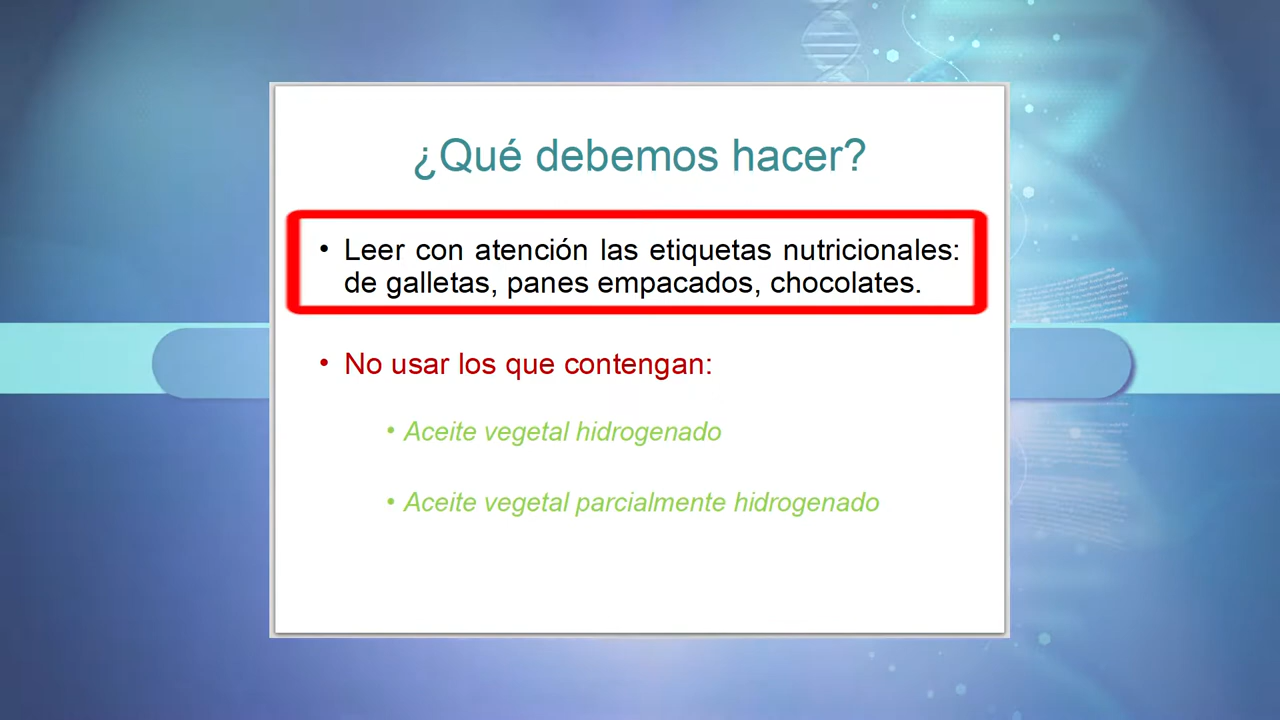 ¿Qué debemos hacer?
• Leer con atención las etiquetas nutricionales:
de galletas, panes empacados, chocolates.
• No usar los que contengan:
• Aceite vegetal hidrogenado
• Aceite vegetal parcialmente hidrogenado